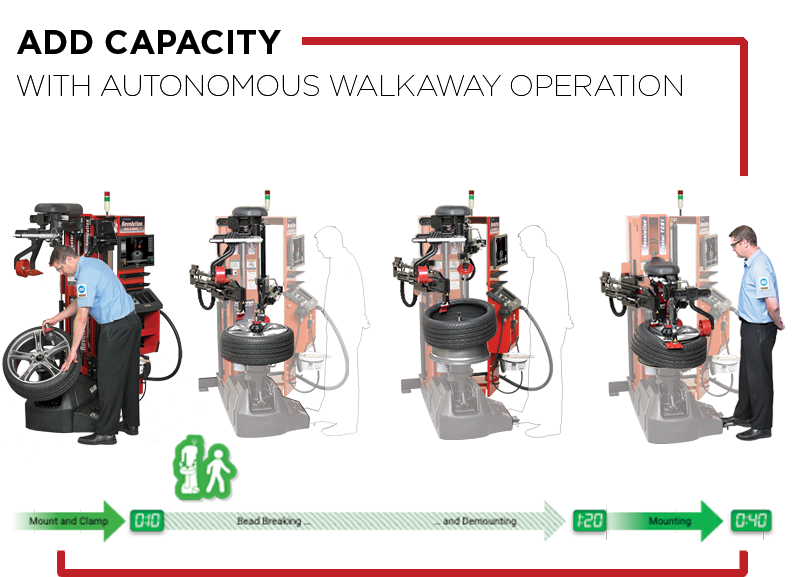 ADD CAPACITY
WITH AUTONOMOUS WALKAWAY OPERATION
Revolution
Mount and Clamp
0:10
Bead Breaking ...
... and Demounting
1:20
Mounting
0:40